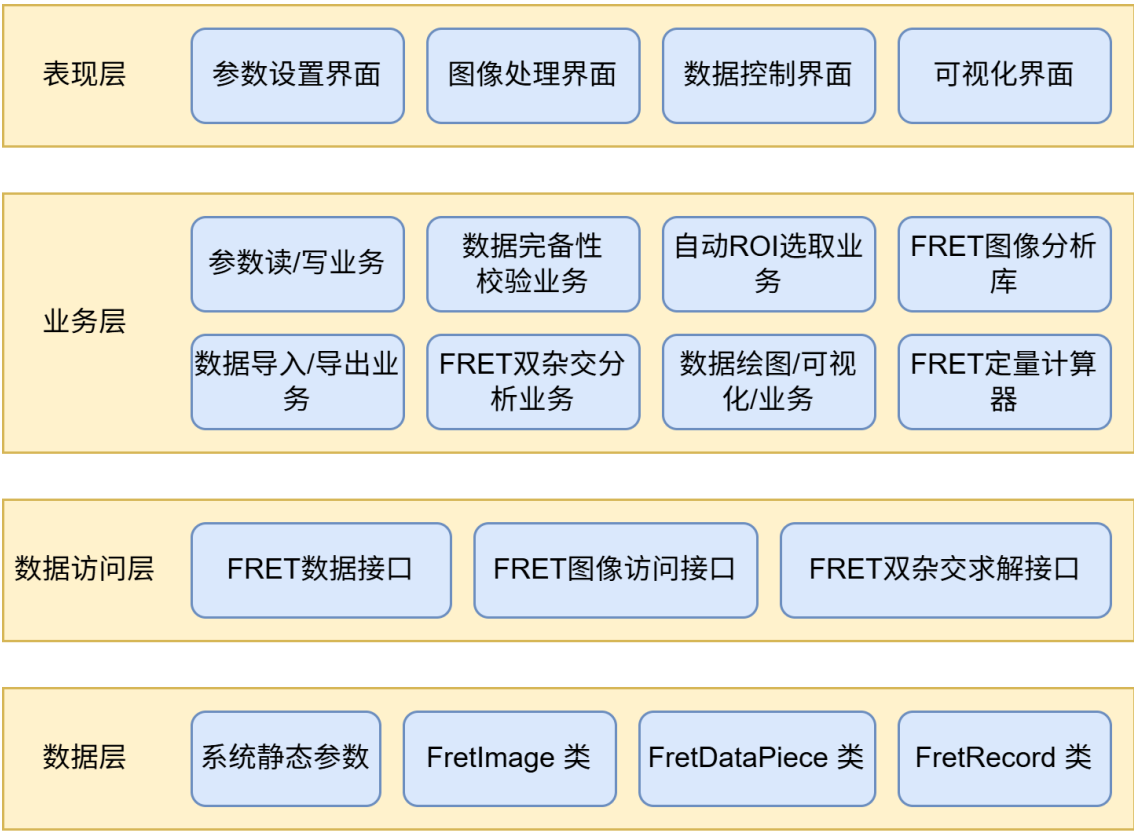 表现层
参数设置界面
图像处理界面
数据控制界面
可视化界面
业务层
参数读/写业务
数据完备性
校验业务
自动ROI选取业
务
FRET图像分析
库
数据导入/导出业
务
FRET双杂交分
析业务
数据绘图/可视
化/业务
FRET定量计算
器
数据访问层
FRET数据接口
FRET图像访问接口
FRET双杂交求解接口
数据层
系统静态参数
FretImage 类
FretDataPiece 类
FretRecord 类